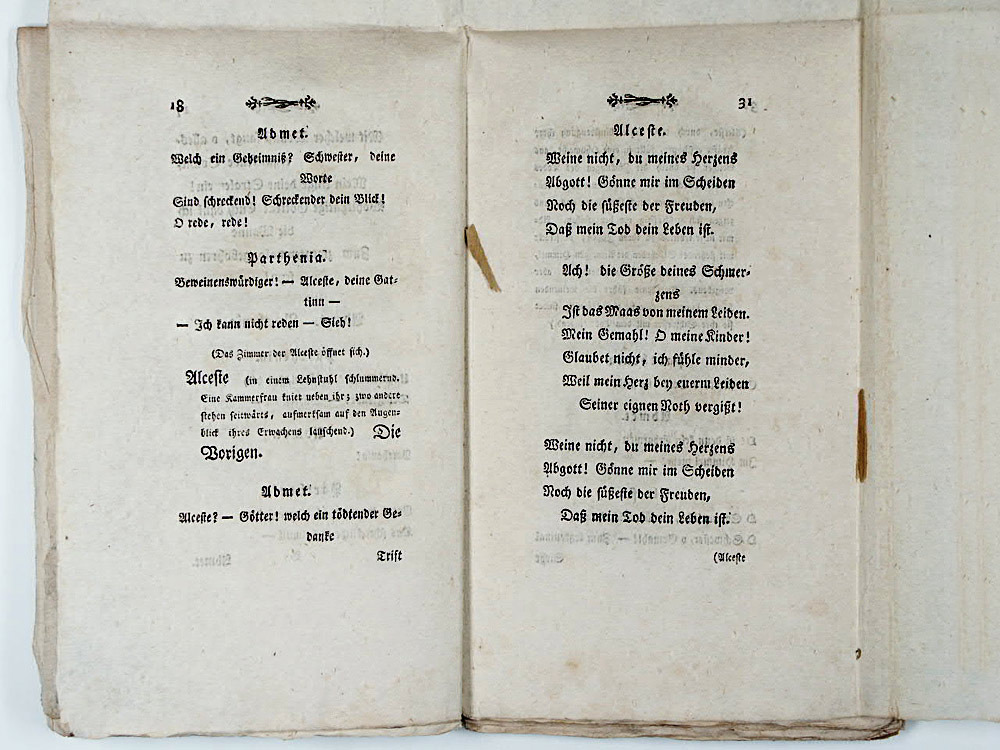 18
Admet.
Welch ein Geheimniß? Schwester, deine
Worte
Sind schreckend! Schreckender dein Blick!
O rede, rede!
Parthenia.
Beweinenswürdiger! — Alceste, deine Gat-
tinn —
— Ich kann nicht reden — Sieh!
(Das Zimmer der Alceste öffnet sich.)
Alceste (in einem Lehnstuhl schlummernd.
Eine Kammerfrau kniet neben ihr; zwo andere
stehen seitwärts, aufmerksam auf den Augen-
blick ihres Erwachens lauschend.) Die
Vorigen.
Admet.
Alceste? — Götter! welch ein tödtender Ge-
danke
Trift
31
Alceste.
Weine nicht, du meines Herzens
Abgott! Gönne mir im Scheiden
Noch die süßeste der Freuden,
Daß mein Tod dein Leben ist.
Ach! die Größe deines Schmer-
zens
Ist das Maas von meinem Leiden.
Mein Gemahl! O meine Kinder!
Glaubet nicht, ich fühle minder,
Weil mein Herz bey euerm Leiden
Seiner eignen Noth vergißt!
Weine nicht, du meines Herzens
Abgott! Gönne mir im Scheiden
Noch die süßeste der Freuden,
Daß mein Tod dein Leben ist.
(Alceste